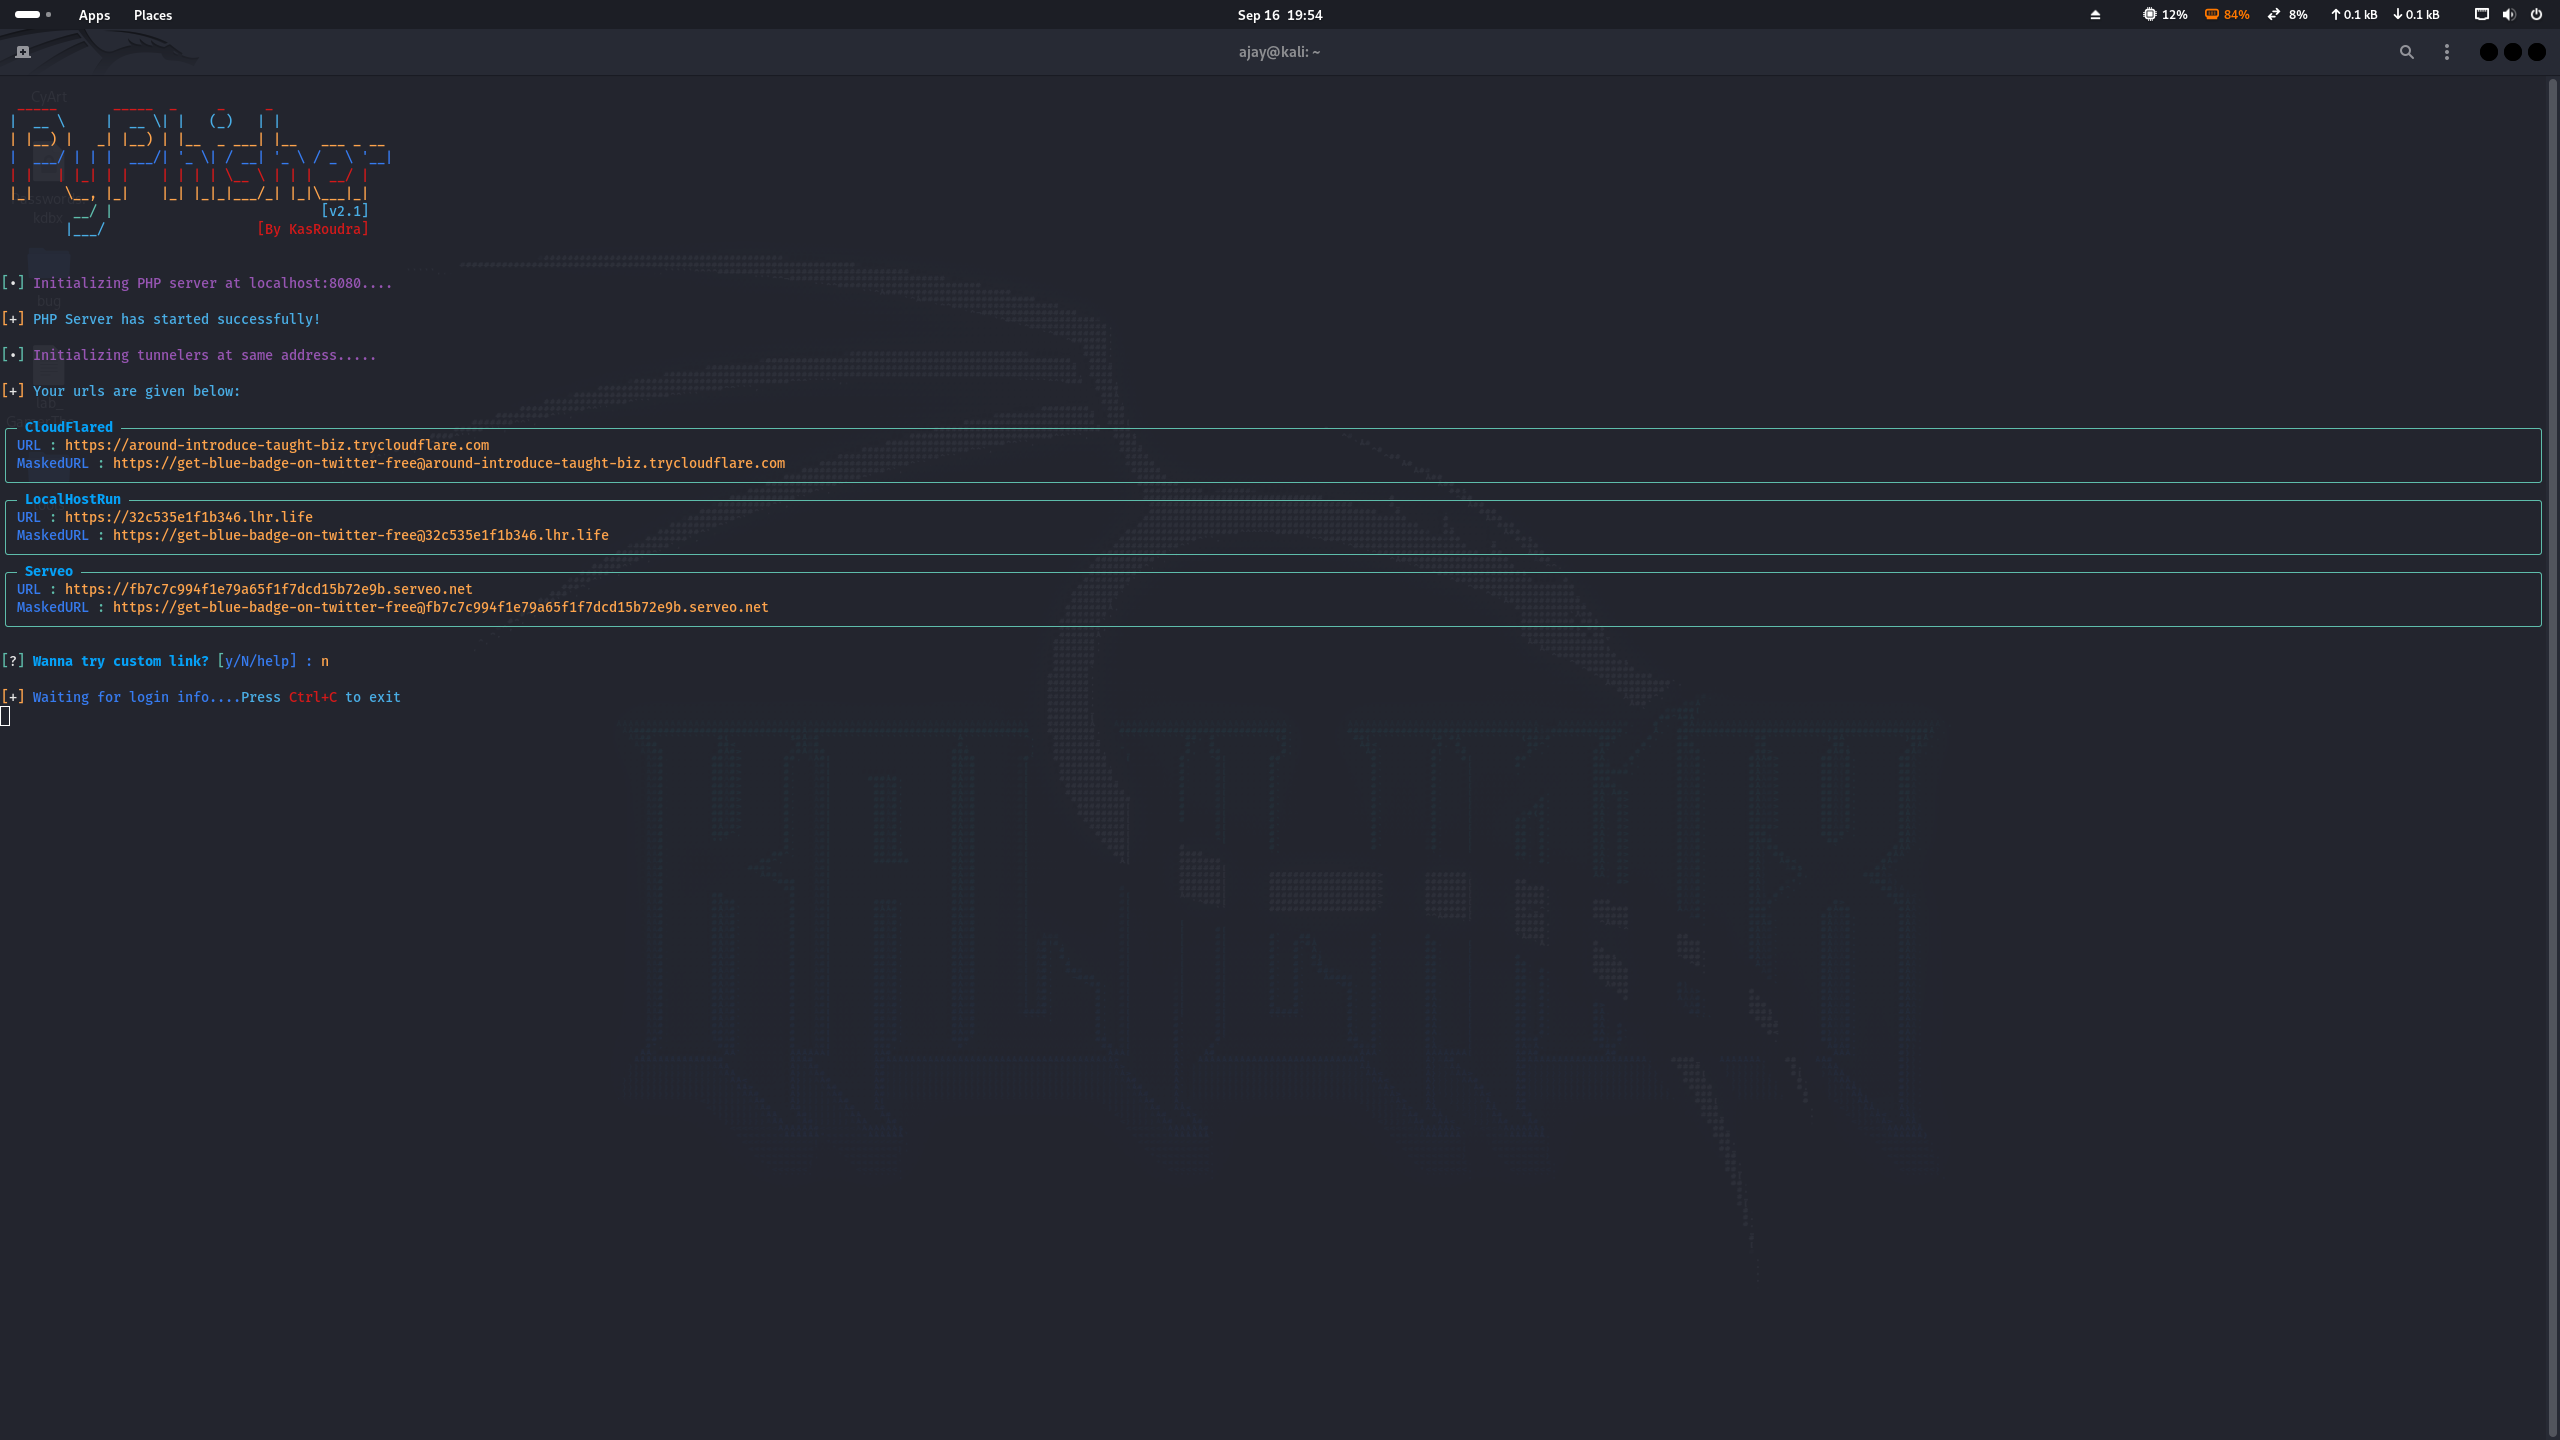 Apps Places Sep 16 19:54 12% 84% 8% 0.1 kB 0.1 kB
ajay@kali: ~
CyArt
PyPhisher
kdbx
[v2.1]
[By KasRoudra]
[•] Initializing PHP server at localhost:8080....
bug
[+] PHP Server has started successfully!
[•] Initializing tunnelers at same address.....
[+] Your urls are given below:
lab_
CloudFlared
URL : https://around-introduce-taught-biz.trycloudflare.com
MaskedURL : https://get-blue-badge-on-twitter-free@around-introduce-taught-biz.trycloudflare.com
LocalHostRun
URL : https://32c535e1f1b346.lhr.life
MaskedURL : https://get-blue-badge-on-twitter-free@32c535e1f1b346.lhr.life
Serveo
URL : https://fb7c7c994f1e79a65f1f7dcd15b72e9b.serveo.net
MaskedURL : https://get-blue-badge-on-twitter-free@fb7c7c994f1e79a65f1f7dcd15b72e9b.serveo.net
[?] Wanna try custom link? [y/N/help] : n
[+] Waiting for login info....Press Ctrl+C to exit